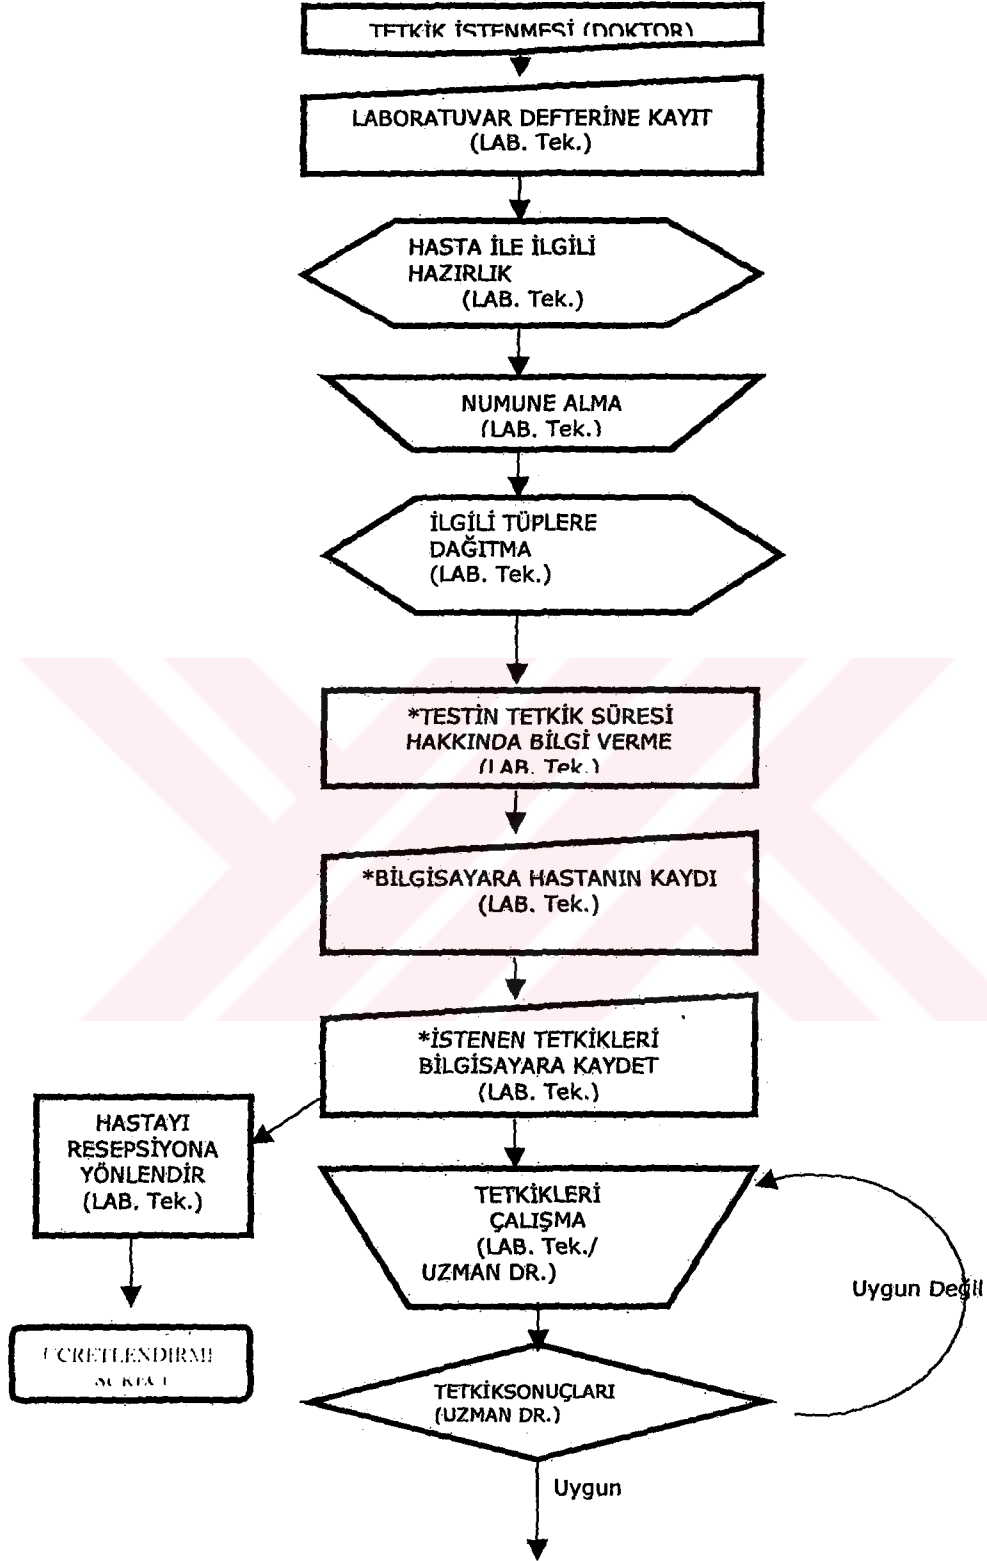 TETKİK İSTENMESİ (DOKTOR)
LABORATUVAR DEFTERİNE KAYIT
(LAB. Tek.)
HASTA İLE İLGİLİ
HAZIRLIK
(LAB. Tek.)
NUMUNE ALMA
(LAB. Tek.)
İLGİLİ TÜPLERE
DAĞITMA
(LAB. Tek.)
*TESTİN TETKİK SÜRESİ
HAKKINDA BİLGİ VERME
(LAB. Tek.)
*BİLGİSAYARA HASTANIN KAYDI
(LAB. Tek.)
*İSTENEN TETKİKLERİ
BİLGİSAYARA KAYDET
(LAB. Tek.)
HASTAYI
RESEPSİYONA
YÖNLENDİR
(LAB. Tek.)
TETKİKLERİ
ÇALIŞMA
(LAB. Tek./
UZMAN DR.)
Uygun Değil
TETKİKSONUÇLARI
(UZMAN DR.)
Uygun